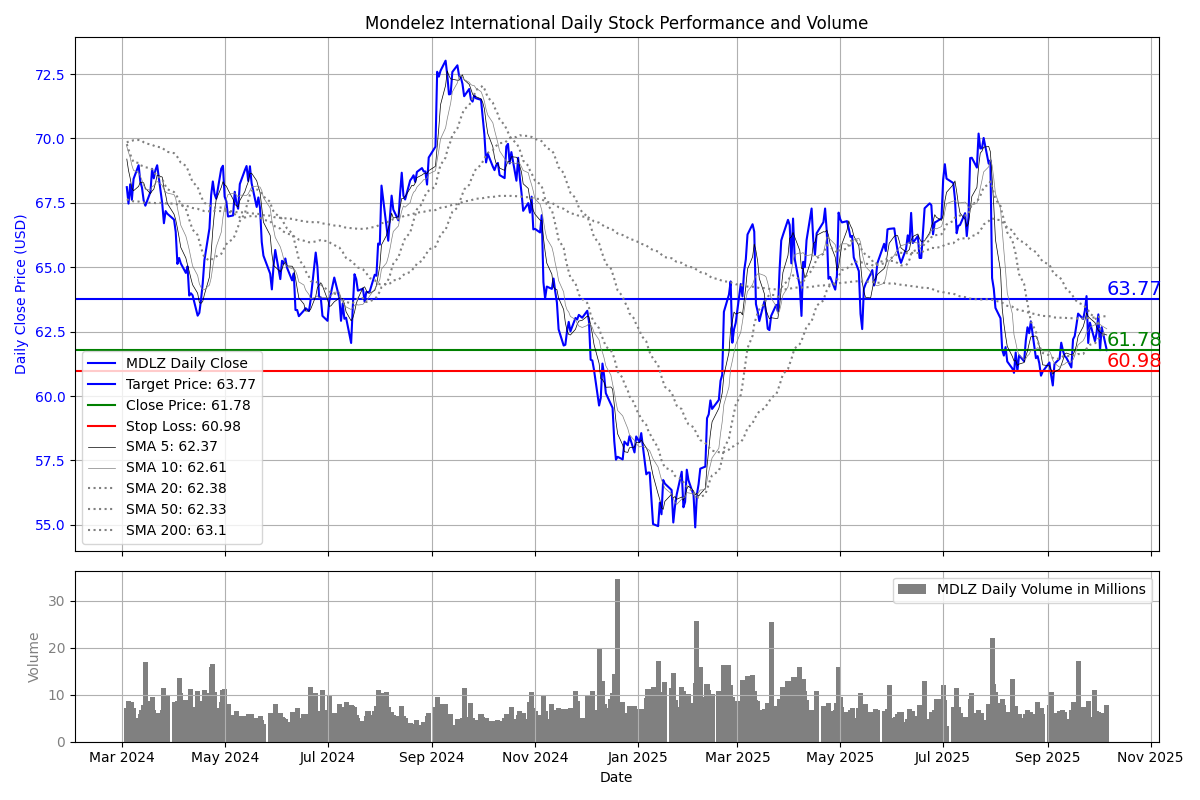 Mondelez International Daily Stock Performance and Volume
Daily Close Price (USD)
72.5
70.0
67.5
65.0
62.5
60.0
57.5
55.0
63.77
61.78
60.98
MDLZ Daily Close
Target Price: 63.77
Close Price: 61.78
Stop Loss: 60.98
SMA 5: 62.37
SMA 10: 62.61
SMA 20: 62.38
SMA 50: 62.33
SMA 200: 63.1
Volume
30
20
10
0
MDLZ Daily Volume in Millions
Mar 2024 May 2024 Jul 2024 Sep 2024 Nov 2024 Jan 2025 Mar 2025 May 2025 Jul 2025 Sep 2025 Nov 2025
Date